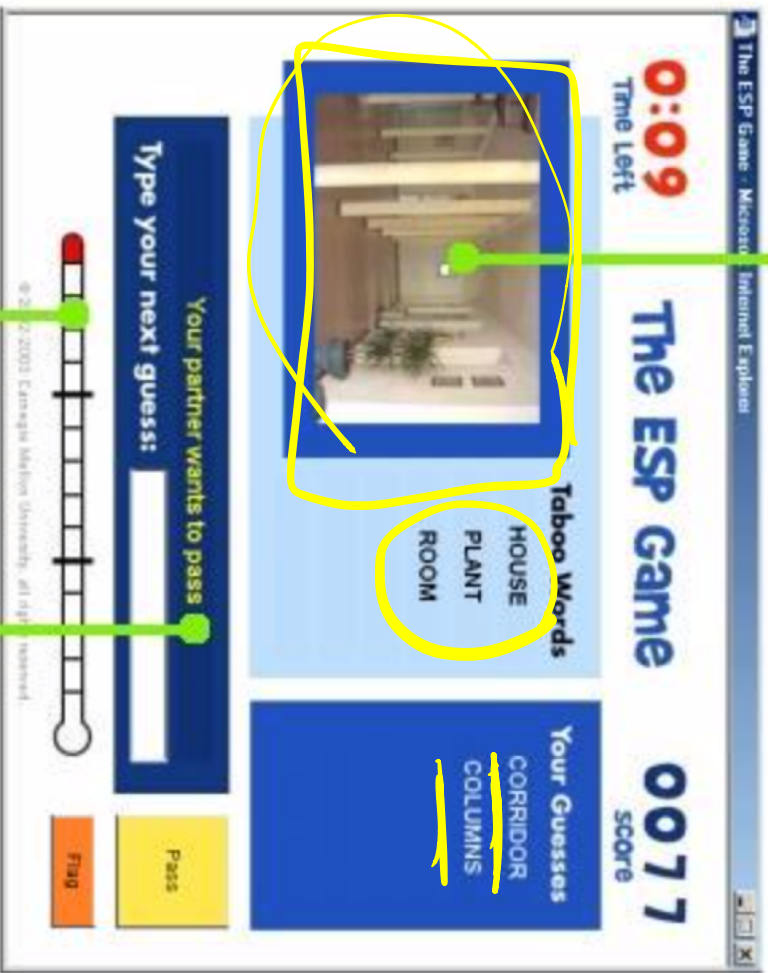 The ESP Game - Microsoft Internet Explorer
0:09
Time Left
The ESP Game
0077
score
Taboo Words
HOUSE
PLANT
ROOM
Your Guesses
CORRIDOR
COLUMNS
Your partner wants to pass
Type your next guess:
Pass
Flag
Carnegie Mellon University, all rights reserved.